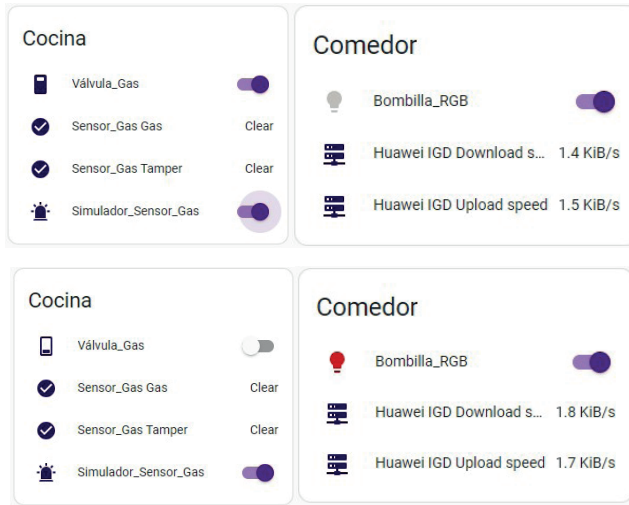 Cocina
Válvula_Gas
Sensor_Gas Gas Clear
Sensor_Gas Tamper Clear
Simulador_Sensor_Gas
Comedor
Bombilla_RGB
Huawei IGD Download s... 1.4 KiB/s
Huawei IGD Upload speed 1.5 KiB/s
Cocina
Válvula_Gas
Sensor_Gas Gas Clear
Sensor_Gas Tamper Clear
Simulador_Sensor_Gas
Comedor
Bombilla_RGB
Huawei IGD Download s... 1.8 KiB/s
Huawei IGD Upload speed 1.7 KiB/s